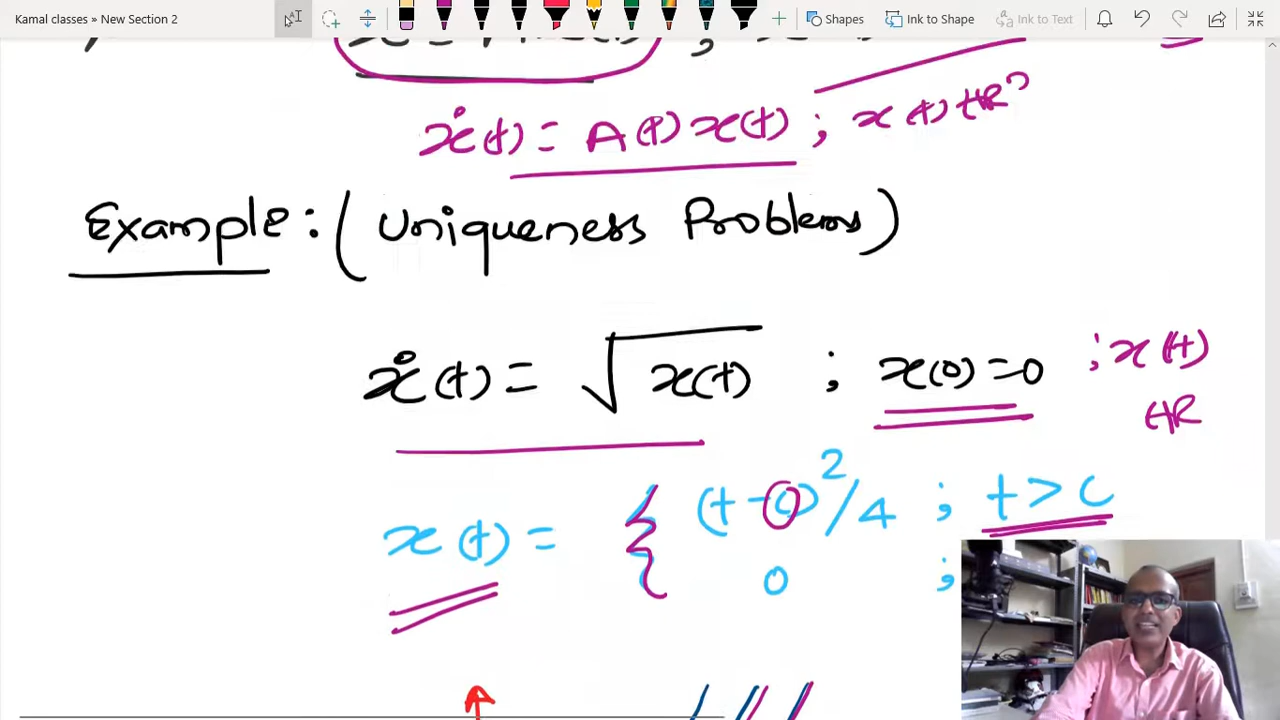 Kamal classes » New Section 2
Shapes
Ink to Shape
Ink to Text
ẋ(t) = A(t) x(t) ; x(t) ∈ ℝⁿ
Example: ( Uniqueness Problems )
ẋ(t) = √x(t) ; x(0) = 0 ; x(t)
∈ ℝ
x(t) = { (t - c)²/4 ; t > c
0 ;